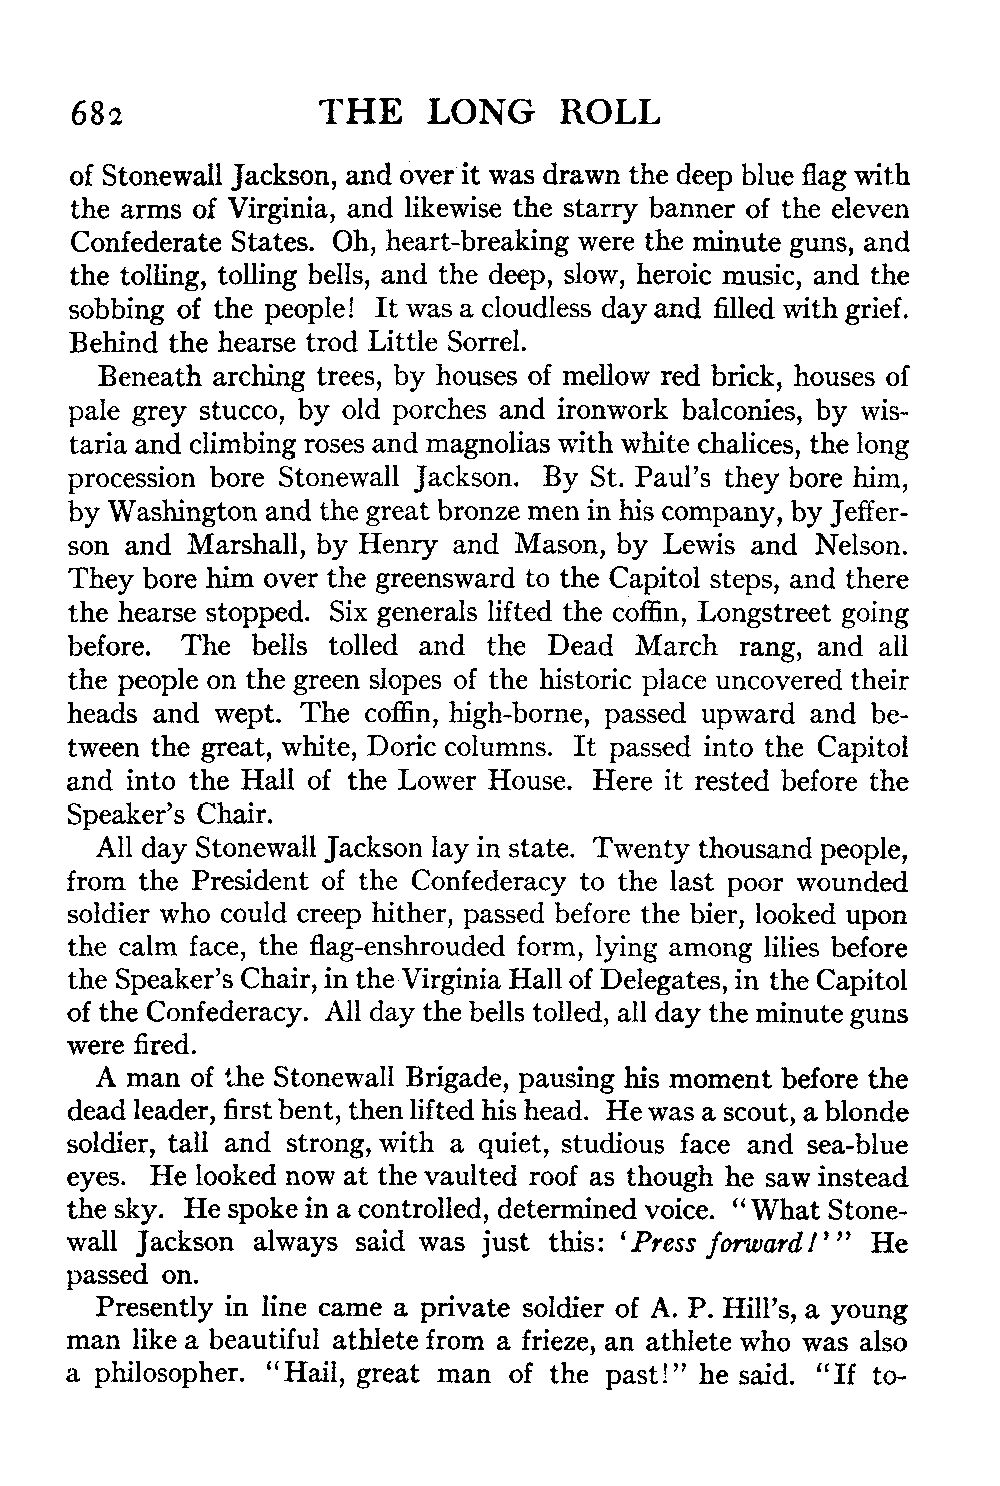 682 THE LONG ROLL
of Stonewall Jackson, and over it was drawn the deep blue flag with
the arms of Virginia, and likewise the starry banner of the eleven
Confederate States. Oh, heart-breaking were the minute guns, and
the tolling, tolling bells, and the deep, slow, heroic music, and the
sobbing of the people! It was a cloudless day and filled with grief.
Behind the hearse trod Little Sorrel.
Beneath arching trees, by houses of mellow red brick, houses of
pale grey stucco, by old porches and ironwork balconies, by wis-
taria and climbing roses and magnolias with white chalices, the long
procession bore Stonewall Jackson. By St. Paul's they bore him,
by Washington and the great bronze men in his company, by Jeffer-
son and Marshall, by Henry and Mason, by Lewis and Nelson.
They bore him over the greensward to the Capitol steps, and there
the hearse stopped. Six generals lifted the coffin, Longstreet going
before. The bells tolled and the Dead March rang, and all
the people on the green slopes of the historic place uncovered their
heads and wept. The coffin, high-borne, passed upward and be-
tween the great, white, Doric columns. It passed into the Capitol
and into the Hall of the Lower House. Here it rested before the
Speaker's Chair.
All day Stonewall Jackson lay in state. Twenty thousand people,
from the President of the Confederacy to the last poor wounded
soldier who could creep hither, passed before the bier, looked upon
the calm face, the flag-enshrouded form, lying among lilies before
the Speaker's Chair, in the Virginia Hall of Delegates, in the Capitol
of the Confederacy. All day the bells tolled, all day the minute guns
were fired.
A man of the Stonewall Brigade, pausing his moment before the
dead leader, first bent, then lifted his head. He was a scout, a blonde
soldier, tall and strong, with a quiet, studious face and sea-blue
eyes. He looked now at the vaulted roof as though he saw instead
the sky. He spoke in a controlled, determined voice. "What Stone-
wall Jackson always said was just this: 'Press forward!'" He
passed on.
Presently in line came a private soldier of A. P. Hill's, a young
man like a beautiful athlete from a frieze, an athlete who was also
a philosopher. "Hail, great man of the past!" he said. "If to-